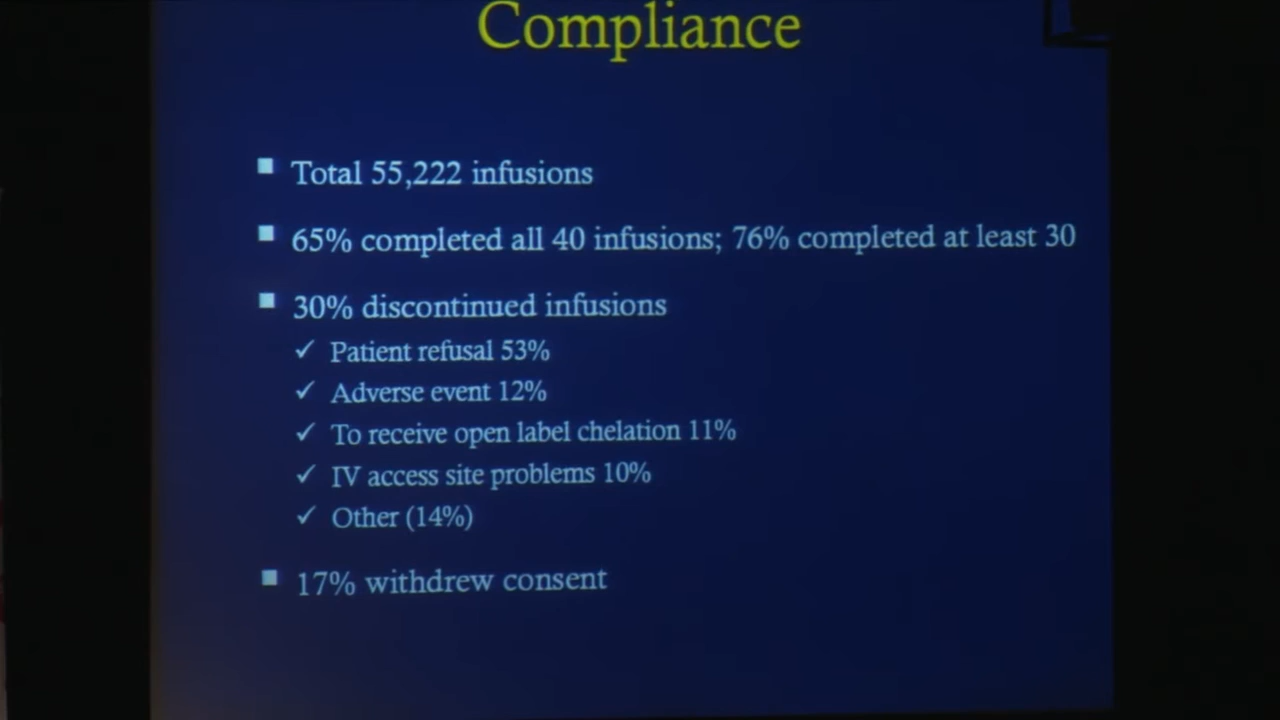 Compliance
Total 55,222 infusions
65% completed all 40 infusions; 76% completed at least 30
30% discontinued infusions
Patient refusal 53%
Adverse event 12%
To receive open label chelation 11%
IV access site problems 10%
Other (14%)
17% withdrew consent